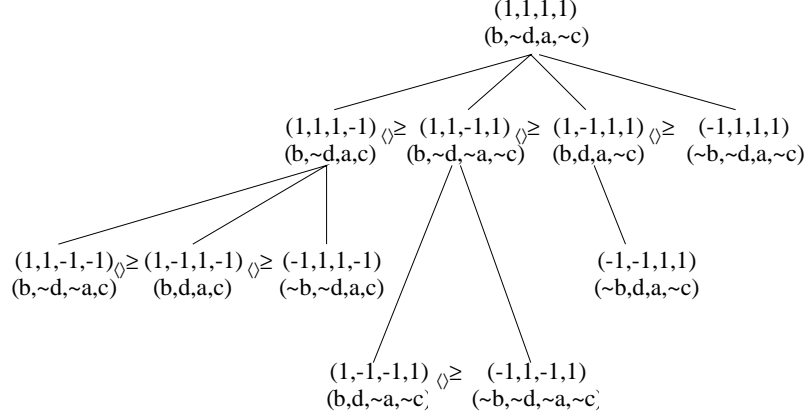 (1,1,1,1)
(b,~d,a,~c)
(1,1,1,-1) ⟨⟩≥ (1,1,-1,1) ⟨⟩≥ (1,-1,1,1) ⟨⟩≥ (-1,1,1,1)
(b,~d,a,c) (b,~d,~a,~c) (b,d,a,~c) (~b,~d,a,~c)
(1,1,-1,-1) ⟨⟩≥ (1,-1,1,-1) ⟨⟩≥ (-1,1,1,-1) (-1,-1,1,1)
(b,~d,~a,c) (b,d,a,c) (~b,~d,a,c) (~b,d,a,~c)
(1,-1,-1,1) ⟨⟩≥ (-1,1,-1,1)
(b,d,~a,~c) (~b,~d,~a,~c)